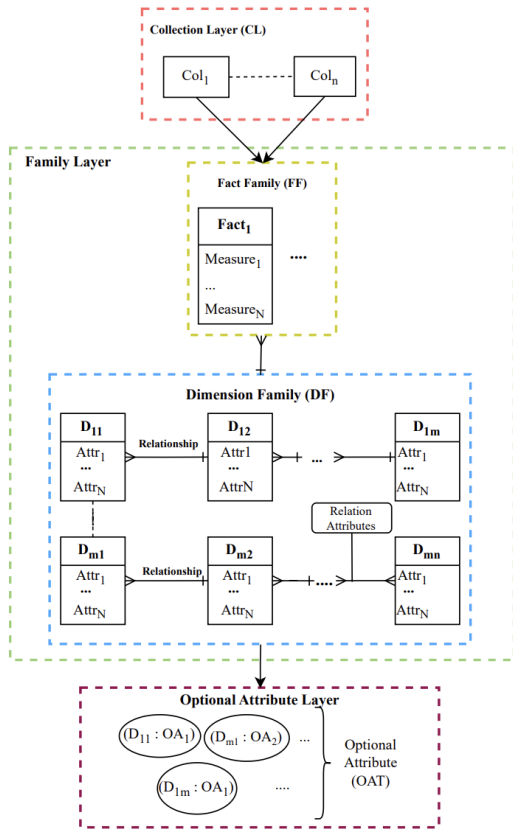 Collection Layer (CL)
Col1 Coln
Family Layer
Fact Family (FF)
Fact1
Measure1
....
...
MeasureN
Dimension Family (DF)
D11 D12 D1m
Relationship
Attr1 Attr1 Attr1
... ... ... ...
AttrN AttrN AttrN
Relation
Attributes
Dm1 Dm2 Dmn
Relationship
Attr1 Attr1 Attr1
... ... .... ...
AttrN AttrN AttrN
Optional Attribute Layer
(D11 : OA1) (Dm1 : OA2) ...
Optional
Attribute
(OAT)
(D1m : OA1) ....